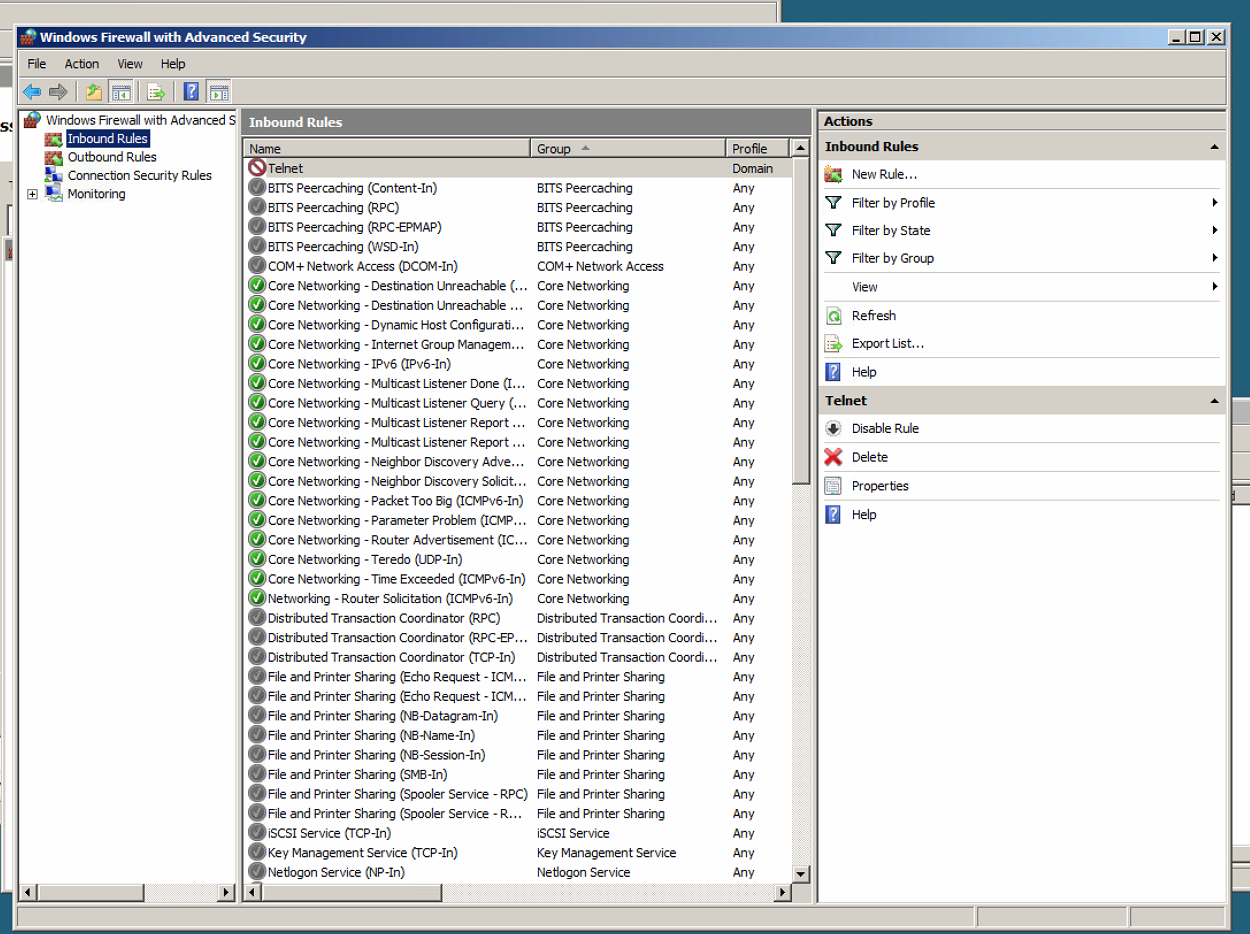 Windows Firewall with Advanced Security
File Action View Help
Windows Firewall with Advanced S
Inbound Rules
Outbound Rules
Connection Security Rules
Monitoring
Inbound Rules
Name Group Profile
Telnet Domain
BITS Peercaching (Content-In) BITS Peercaching Any
BITS Peercaching (RPC) BITS Peercaching Any
BITS Peercaching (RPC-EPMAP) BITS Peercaching Any
BITS Peercaching (WSD-In) BITS Peercaching Any
COM+ Network Access (DCOM-In) COM+ Network Access Any
Core Networking - Destination Unreachable (... Core Networking Any
Core Networking - Destination Unreachable ... Core Networking Any
Core Networking - Dynamic Host Configurati... Core Networking Any
Core Networking - Internet Group Managem... Core Networking Any
Core Networking - IPv6 (IPv6-In) Core Networking Any
Core Networking - Multicast Listener Done (I... Core Networking Any
Core Networking - Multicast Listener Query (... Core Networking Any
Core Networking - Multicast Listener Report ... Core Networking Any
Core Networking - Multicast Listener Report ... Core Networking Any
Core Networking - Neighbor Discovery Adve... Core Networking Any
Core Networking - Neighbor Discovery Solicit... Core Networking Any
Core Networking - Packet Too Big (ICMPv6-In) Core Networking Any
Core Networking - Parameter Problem (ICMP... Core Networking Any
Core Networking - Router Advertisement (IC... Core Networking Any
Core Networking - Teredo (UDP-In) Core Networking Any
Core Networking - Time Exceeded (ICMPv6-In) Core Networking Any
Networking - Router Solicitation (ICMPv6-In) Core Networking Any
Distributed Transaction Coordinator (RPC) Distributed Transaction Coordi... Any
Distributed Transaction Coordinator (RPC-EP... Distributed Transaction Coordi... Any
Distributed Transaction Coordinator (TCP-In) Distributed Transaction Coordi... Any
File and Printer Sharing (Echo Request - ICM... File and Printer Sharing Any
File and Printer Sharing (Echo Request - ICM... File and Printer Sharing Any
File and Printer Sharing (NB-Datagram-In) File and Printer Sharing Any
File and Printer Sharing (NB-Name-In) File and Printer Sharing Any
File and Printer Sharing (NB-Session-In) File and Printer Sharing Any
File and Printer Sharing (SMB-In) File and Printer Sharing Any
File and Printer Sharing (Spooler Service - RPC) File and Printer Sharing Any
File and Printer Sharing (Spooler Service - R... File and Printer Sharing Any
iSCSI Service (TCP-In) iSCSI Service Any
Key Management Service (TCP-In) Key Management Service Any
Netlogon Service (NP-In) Netlogon Service Any
Actions
Inbound Rules
New Rule...
Filter by Profile
Filter by State
Filter by Group
View
Refresh
Export List...
Help
Telnet
Disable Rule
Delete
Properties
Help